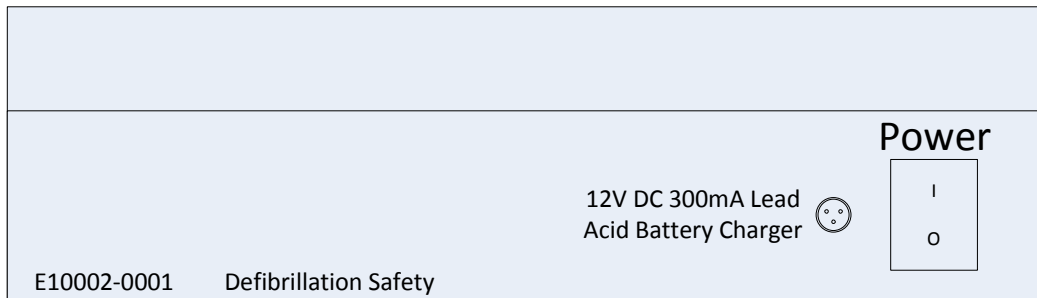 Power
12V DC 300mA Lead
Acid Battery Charger
I
O
E10002-0001 Defibrillation Safety